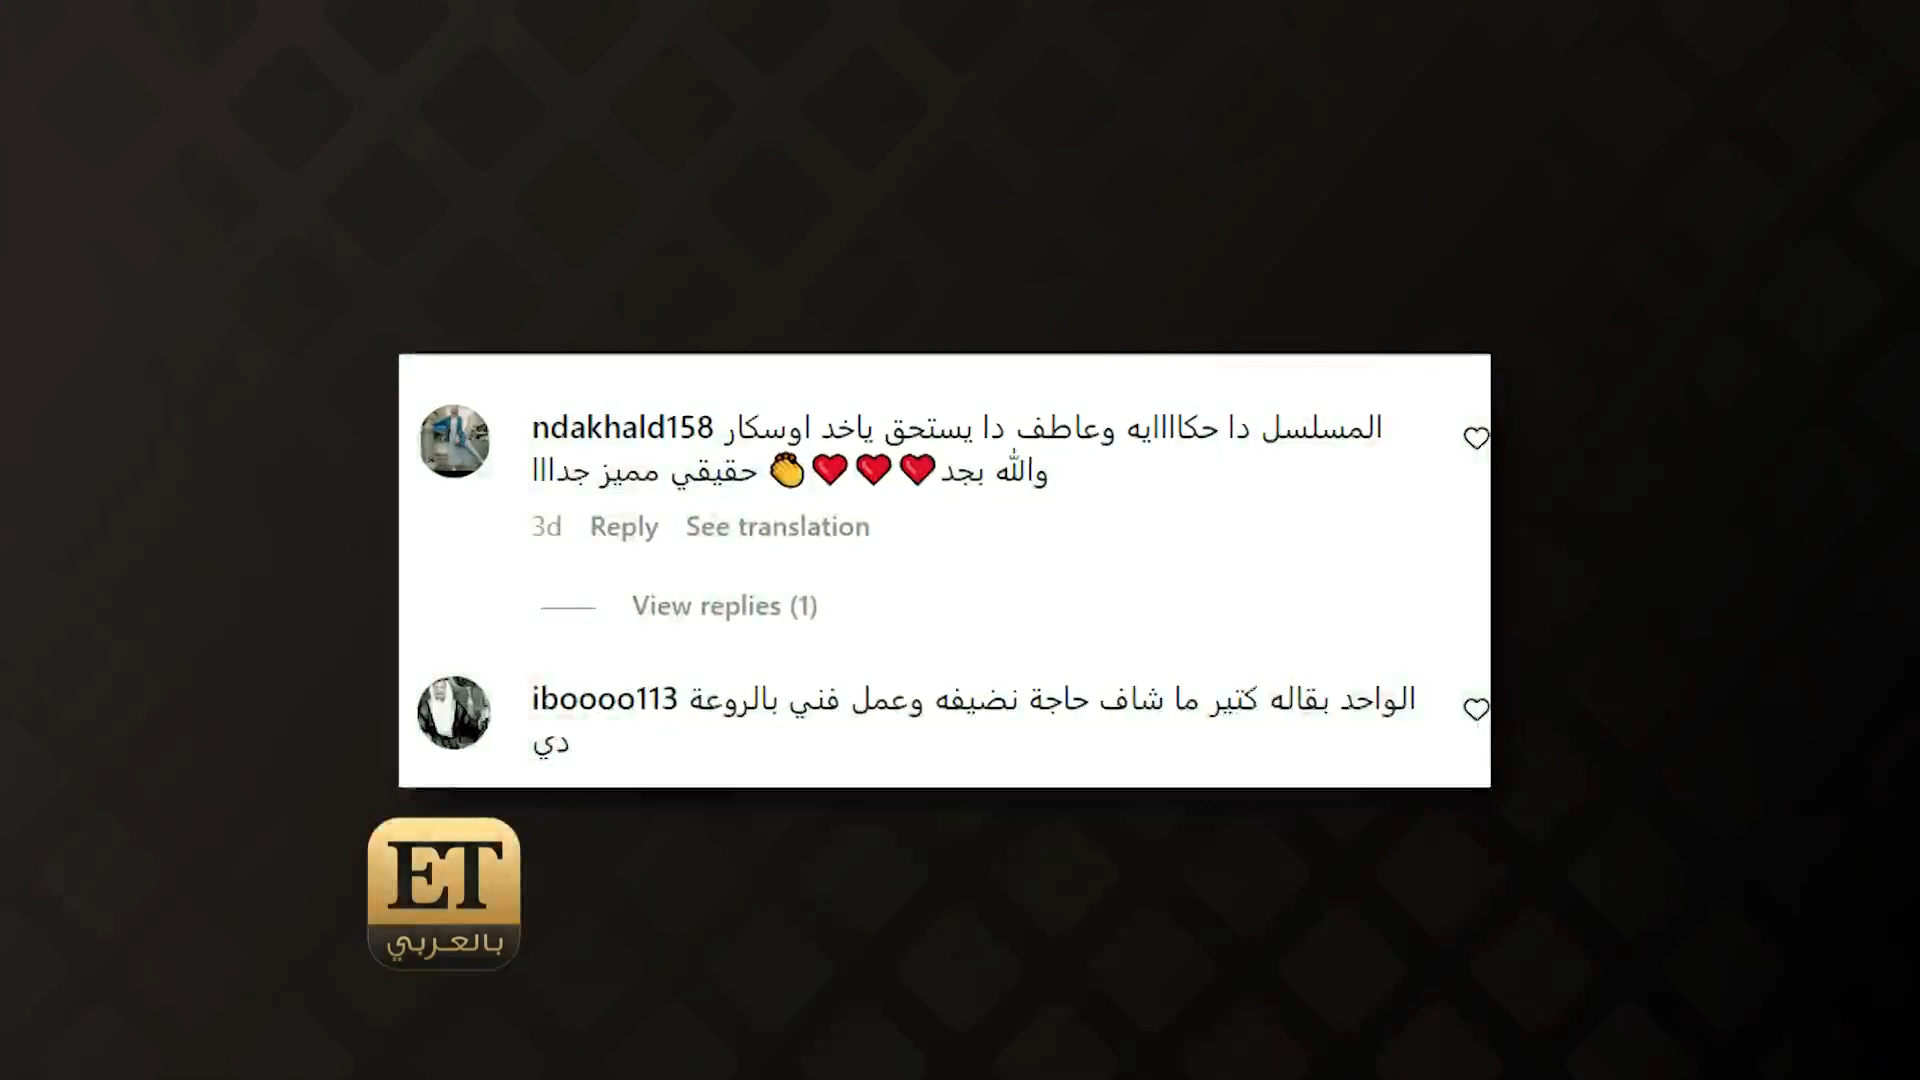 ndakhald158 المسلسل دا حكااااايه وعاطف دا يستحق ياخد اوسكار
والله بجد❤️❤️❤️👏 حقيقي مميز جدااا
3d Reply See translation
View replies (1)
iboooo113 الواحد بقاله كتير ما شاف حاجة نضيفه وعمل فني بالروعة
دي
ET
بالعربي